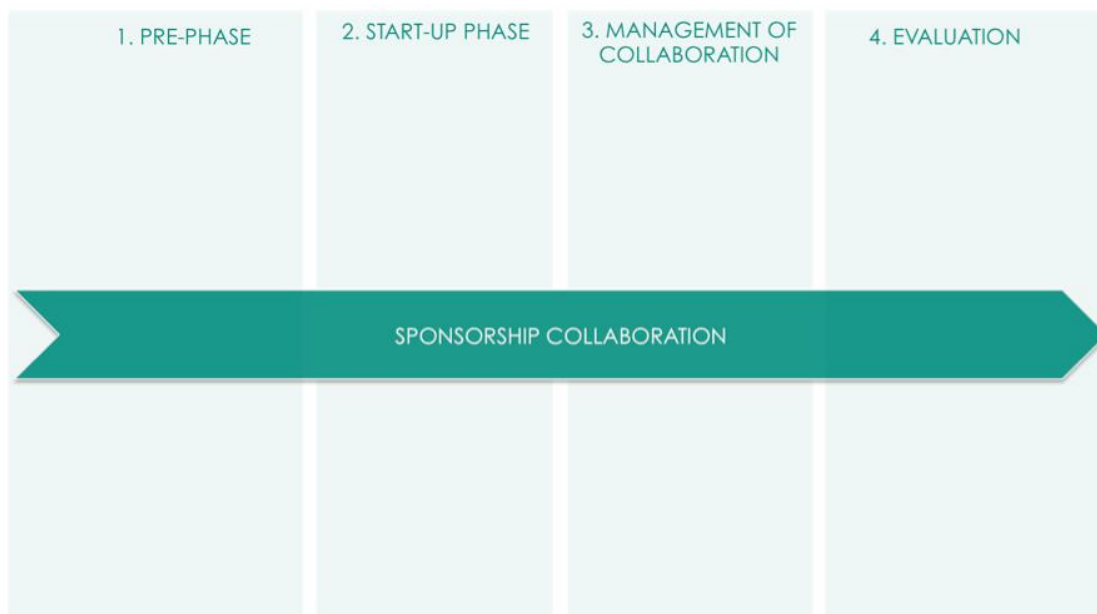 1. PRE-PHASE
2. START-UP PHASE
3. MANAGEMENT OF
COLLABORATION
4. EVALUATION
SPONSORSHIP COLLABORATION